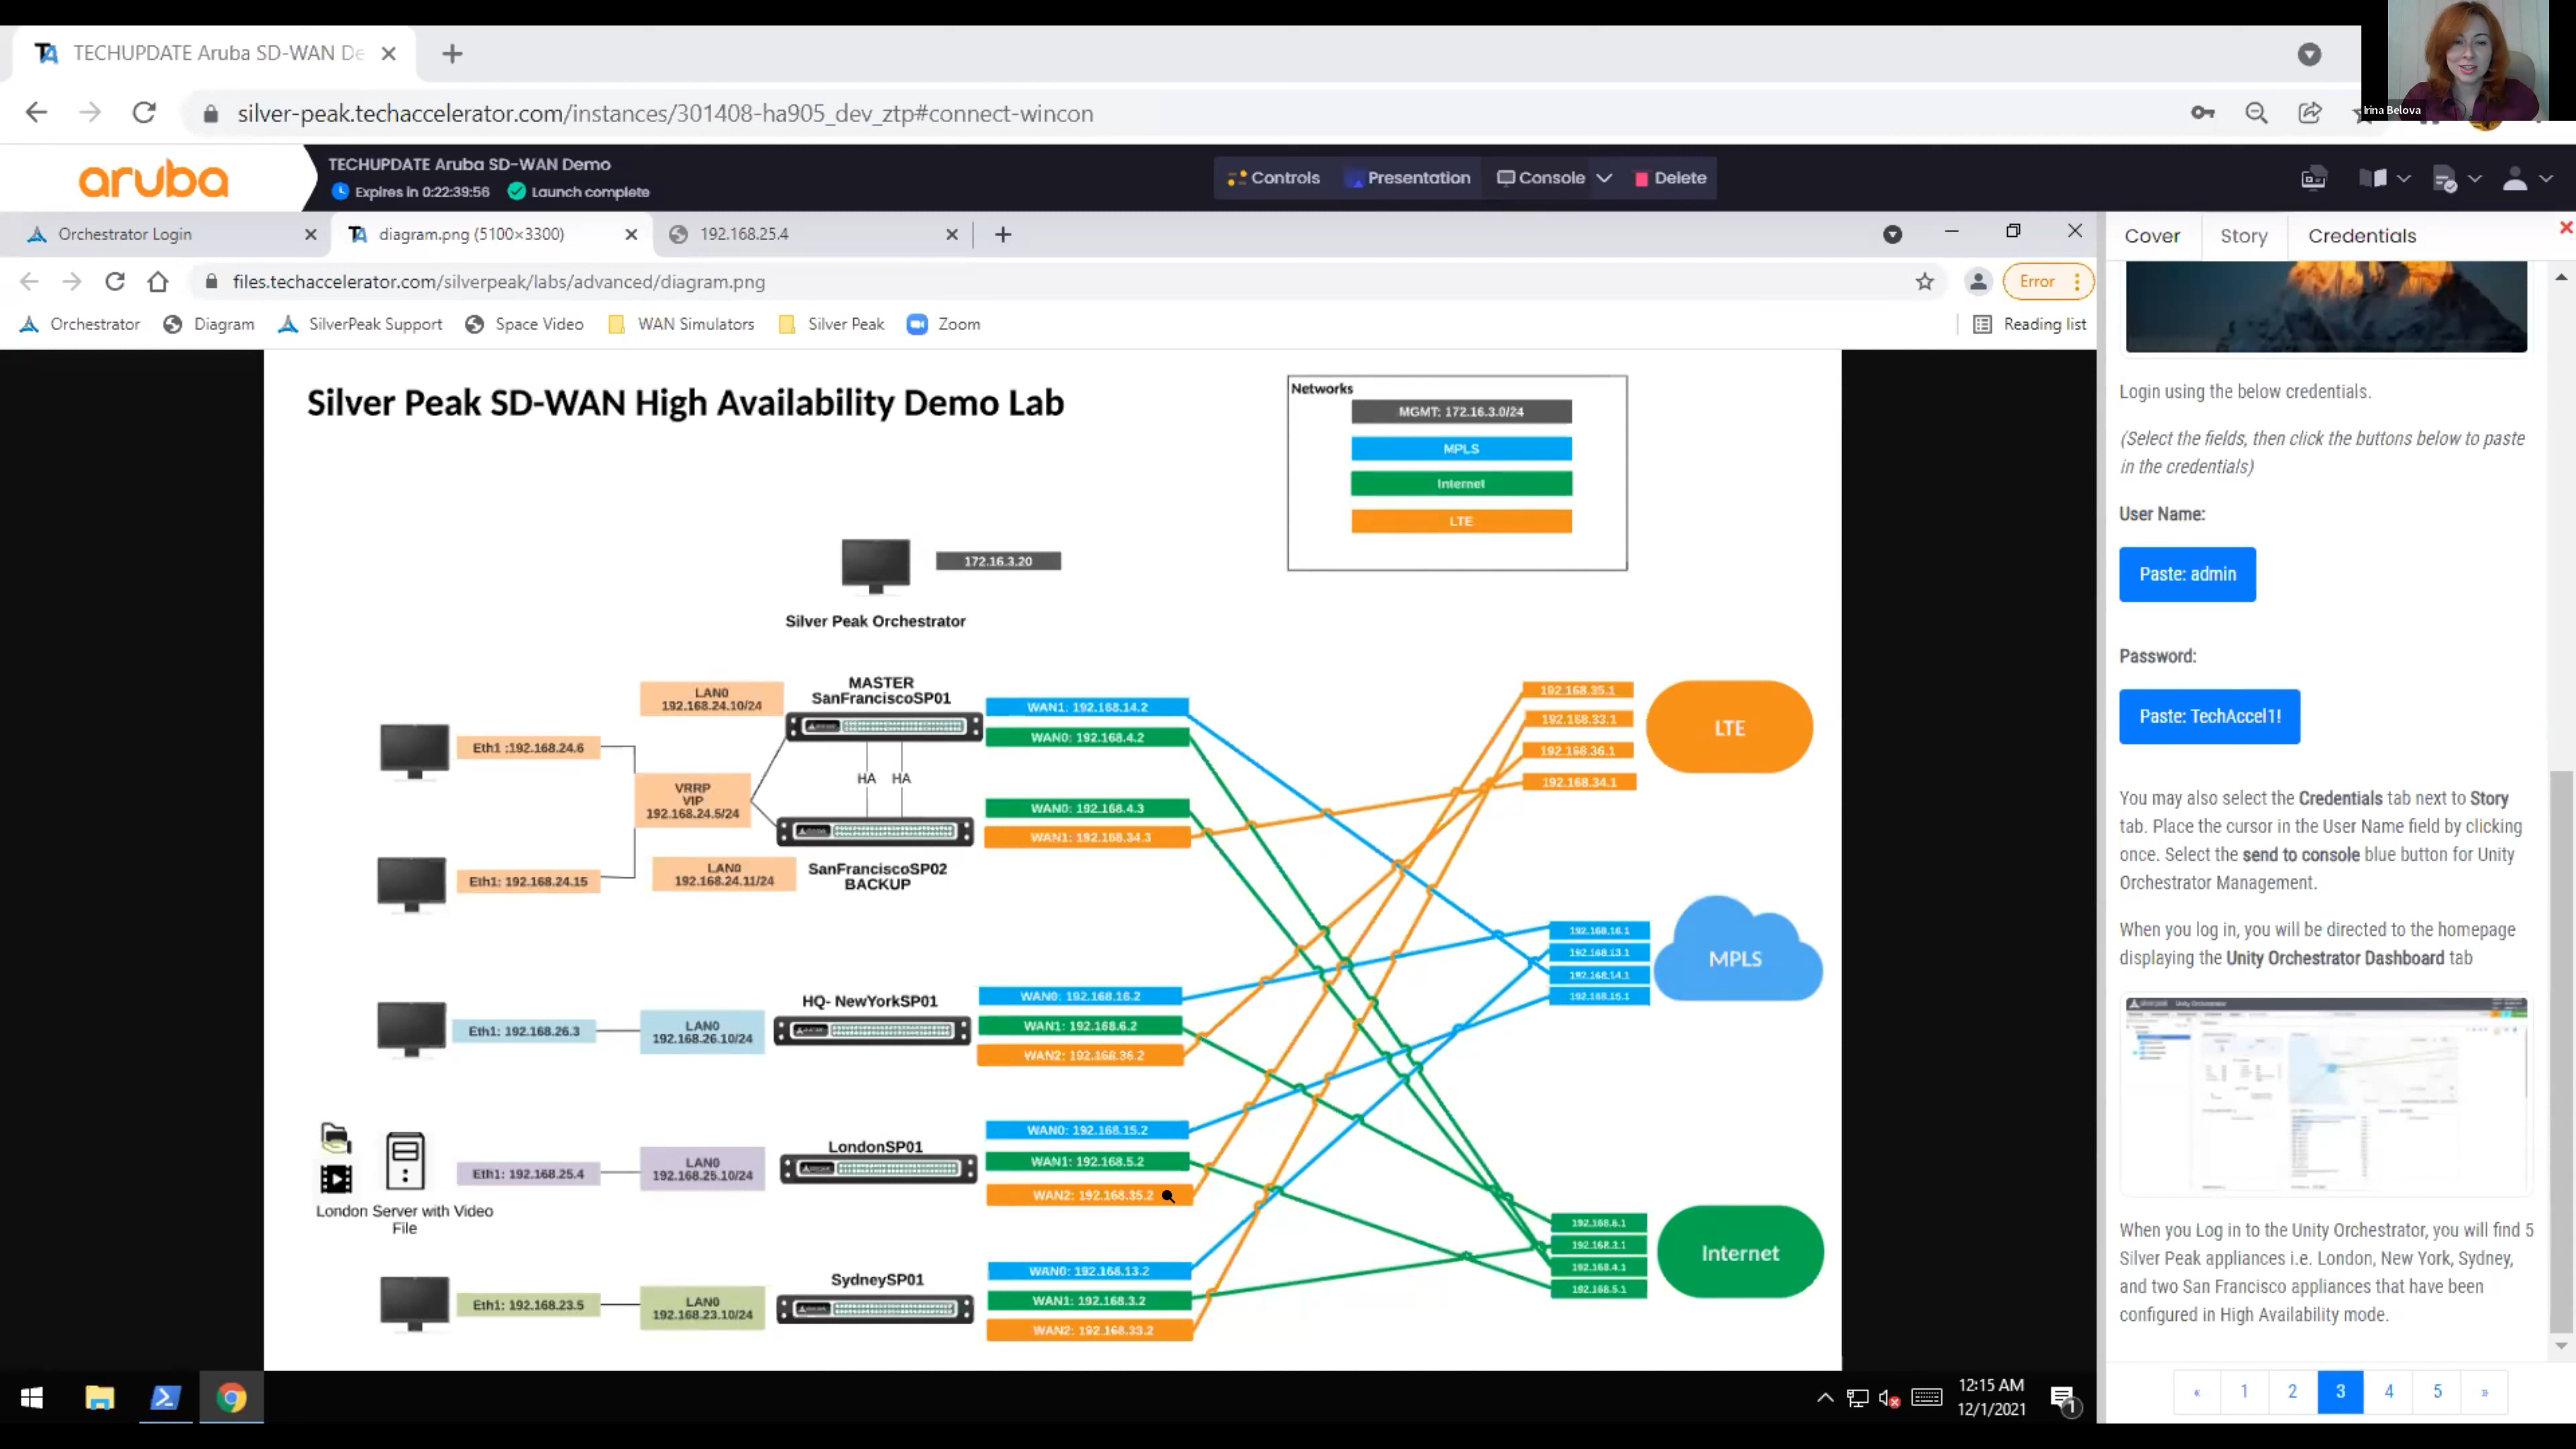 TECHUPDATE Aruba SD-WAN De
silver-peak.techaccelerator.com/instances/301408-ha905_dev_ztp#connect-wincon
Irina Belova
aruba
TECHUPDATE Aruba SD-WAN Demo
Expires in 0:22:39:56
Launch complete
Controls
Presentation
Console
Delete
Orchestrator Login
diagram.png (5100×3300)
192.168.25.4
files.techaccelerator.com/silverpeak/labs/advanced/diagram.png
Error
Orchestrator
Diagram
SilverPeak Support
Space Video
WAN Simulators
Silver Peak
Zoom
Reading list
Silver Peak SD-WAN High Availability Demo Lab
Networks
MGMT: 172.16.3.0/24
MPLS
Internet
LTE
172.16.3.20
Silver Peak Orchestrator
MASTER
SanFranciscoSP01
LAN0
192.168.24.10/24
WAN1: 192.168.14.2
WAN0: 192.168.4.2
Eth1 :192.168.24.6
VRRP
VIP
192.168.24.5/24
HA HA
WAN0: 192.168.4.3
WAN1: 192.168.34.3
Eth1: 192.168.24.15
LAN0
192.168.24.11/24
SanFranciscoSP02
BACKUP
192.168.35.1
192.168.33.1
192.168.36.1
192.168.34.1
LTE
HQ- NewYorkSP01
Eth1: 192.168.26.3
LAN0
192.168.26.10/24
WAN0: 192.168.16.2
WAN1: 192.168.6.2
WAN2: 192.168.36.2
192.168.16.1
192.168.13.1
192.168.14.1
192.168.15.1
MPLS
LondonSP01
Eth1: 192.168.25.4
LAN0
192.168.25.10/24
WAN0: 192.168.15.2
WAN1: 192.168.5.2
WAN2: 192.168.35.2
London Server with Video
File
SydneySP01
Eth1: 192.168.23.5
LAN0
192.168.23.10/24
WAN0: 192.168.13.2
WAN1: 192.168.3.2
WAN2: 192.168.33.2
192.168.6.1
192.168.3.1
192.168.4.1
192.168.5.1
Internet
Cover
Story
Credentials
Login using the below credentials.
(Select the fields, then click the buttons below to paste
in the credentials)
User Name:
Paste: admin
Password:
Paste: TechAccel1!
You may also select the Credentials tab next to Story
tab. Place the cursor in the User Name field by clicking
once. Select the send to console blue button for Unity
Orchestrator Management.
When you log in, you will be directed to the homepage
displaying the Unity Orchestrator Dashboard tab
When you Log in to the Unity Orchestrator, you will find 5
Silver Peak appliances i.e. London, New York, Sydney,
and two San Francisco appliances that have been
configured in High Availability mode.
« 1 2 3 4 5 »
12:15 AM
12/1/2021
1